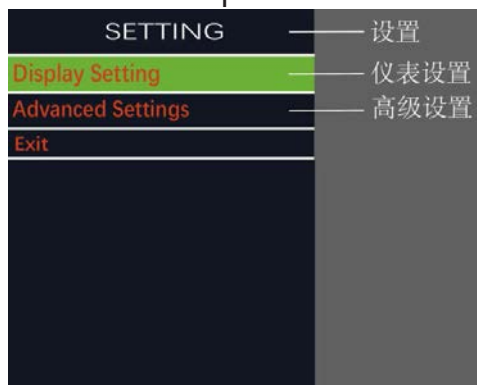 SETTING 设置
Display Setting 仪表设置
Advanced Settings 高级设置
Exit